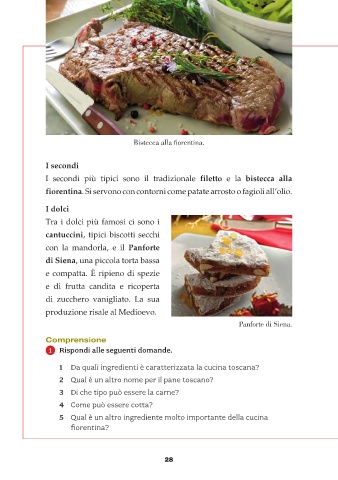 Bistecca alla fiorentina.
I secondi
I secondi più tipici sono il tradizionale filetto e la bistecca alla
fiorentina. Si servono con contorni come patate arrosto o fagioli all'olio.
I dolci
Tra i dolci più famosi ci sono i
cantuccini, tipici biscotti secchi
con la mandorla, e il Panforte
di Siena, una piccola torta bassa
e compatta. È ripieno di spezie
e di frutta candita e ricoperta
di zucchero vanigliato. La sua
produzione risale al Medioevo.
Panforte di Siena.
Comprensione
1 Rispondi alle seguenti domande.
1 Da quali ingredienti è caratterizzata la cucina toscana?
2 Qual è un altro nome per il pane toscano?
3 Di che tipo può essere la carne?
4 Come può essere cotta?
5 Qual è un altro ingrediente molto importante della cucina
fiorentina?
28